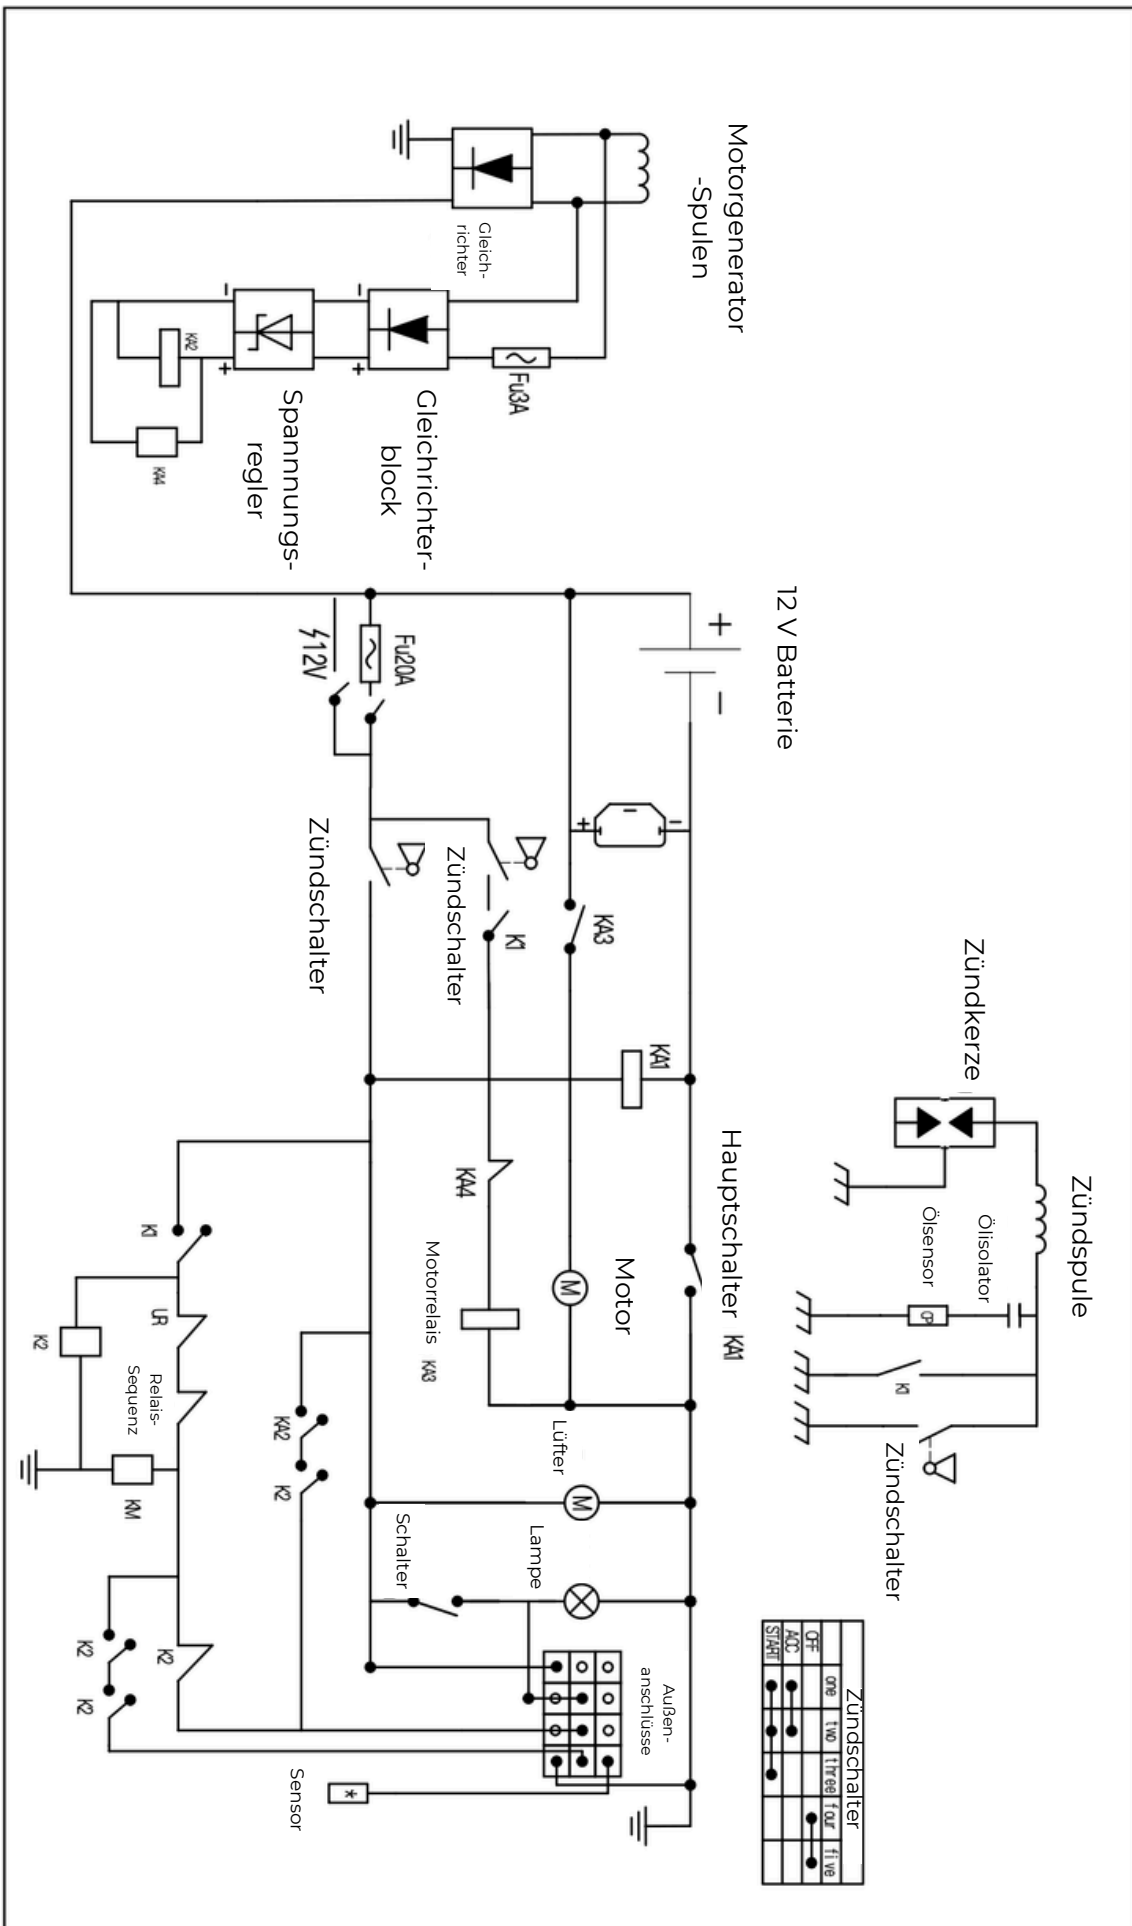 Motorgenerator
-Spulen
Gleich-
richter
Fu3A
Gleichrichter-
block
Spannnungs-
regler
KA2
KA4
−
+
−
+
12 V Batterie
+
−
Fu20A
12V
Zündschalter
Zündschalter
K1
KA3
+
−
−
KA1
Hauptschalter KA1
KA4
Motorrelais KA3
Motor
M
Zündkerze
Zündspule
Ölisolator
Ölsensor
OP
K1
Zündschalter
K1
UR
K2
Relais-
Sequenz
KM
KA2
K2
Lüfter
M
Schalter
Lampe
K2
K2
K2
Außen-
anschlüsse
Sensor
*
Zündschalter
one two three four five
OFF
ACC
START